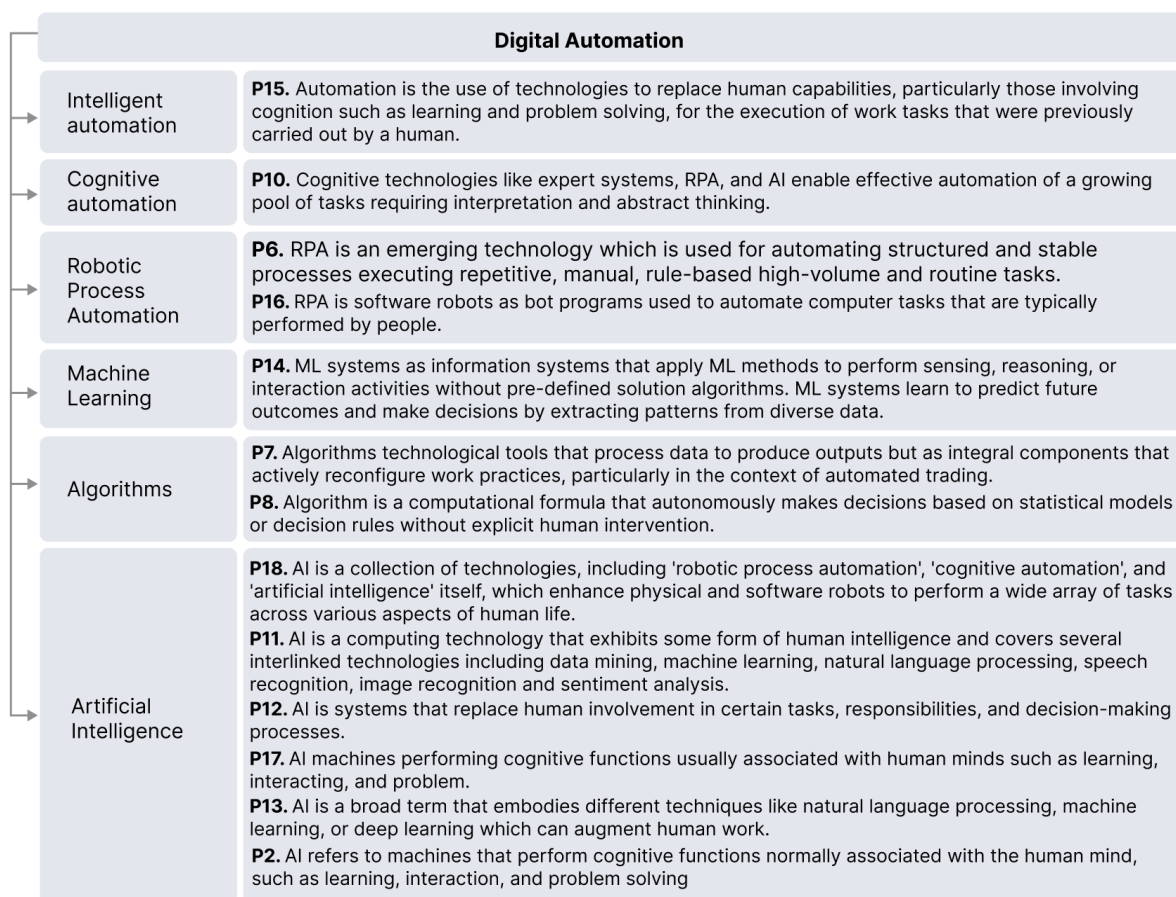 Digital Automation
Intelligent
automation
P15. Automation is the use of technologies to replace human capabilities, particularly those involving
cognition such as learning and problem solving, for the execution of work tasks that were previously
carried out by a human.
Cognitive
automation
P10. Cognitive technologies like expert systems, RPA, and AI enable effective automation of a growing
pool of tasks requiring interpretation and abstract thinking.
Robotic
Process
Automation
P6. RPA is an emerging technology which is used for automating structured and stable
processes executing repetitive, manual, rule-based high-volume and routine tasks.
P16. RPA is software robots as bot programs used to automate computer tasks that are typically
performed by people.
Machine
Learning
P14. ML systems as information systems that apply ML methods to perform sensing, reasoning, or
interaction activities without pre-defined solution algorithms. ML systems learn to predict future
outcomes and make decisions by extracting patterns from diverse data.
Algorithms
P7. Algorithms technological tools that process data to produce outputs but as integral components that
actively reconfigure work practices, particularly in the context of automated trading.
P8. Algorithm is a computational formula that autonomously makes decisions based on statistical models
or decision rules without explicit human intervention.
Artificial
Intelligence
P18. AI is a collection of technologies, including 'robotic process automation', 'cognitive automation', and
'artificial intelligence' itself, which enhance physical and software robots to perform a wide array of tasks
across various aspects of human life.
P11. AI is a computing technology that exhibits some form of human intelligence and covers several
interlinked technologies including data mining, machine learning, natural language processing, speech
recognition, image recognition and sentiment analysis.
P12. AI is systems that replace human involvement in certain tasks, responsibilities, and decision-making
processes.
P17. AI machines performing cognitive functions usually associated with human minds such as learning,
interacting, and problem.
P13. AI is a broad term that embodies different techniques like natural language processing, machine
learning, or deep learning which can augment human work.
P2. AI refers to machines that perform cognitive functions normally associated with the human mind,
such as learning, interaction, and problem solving